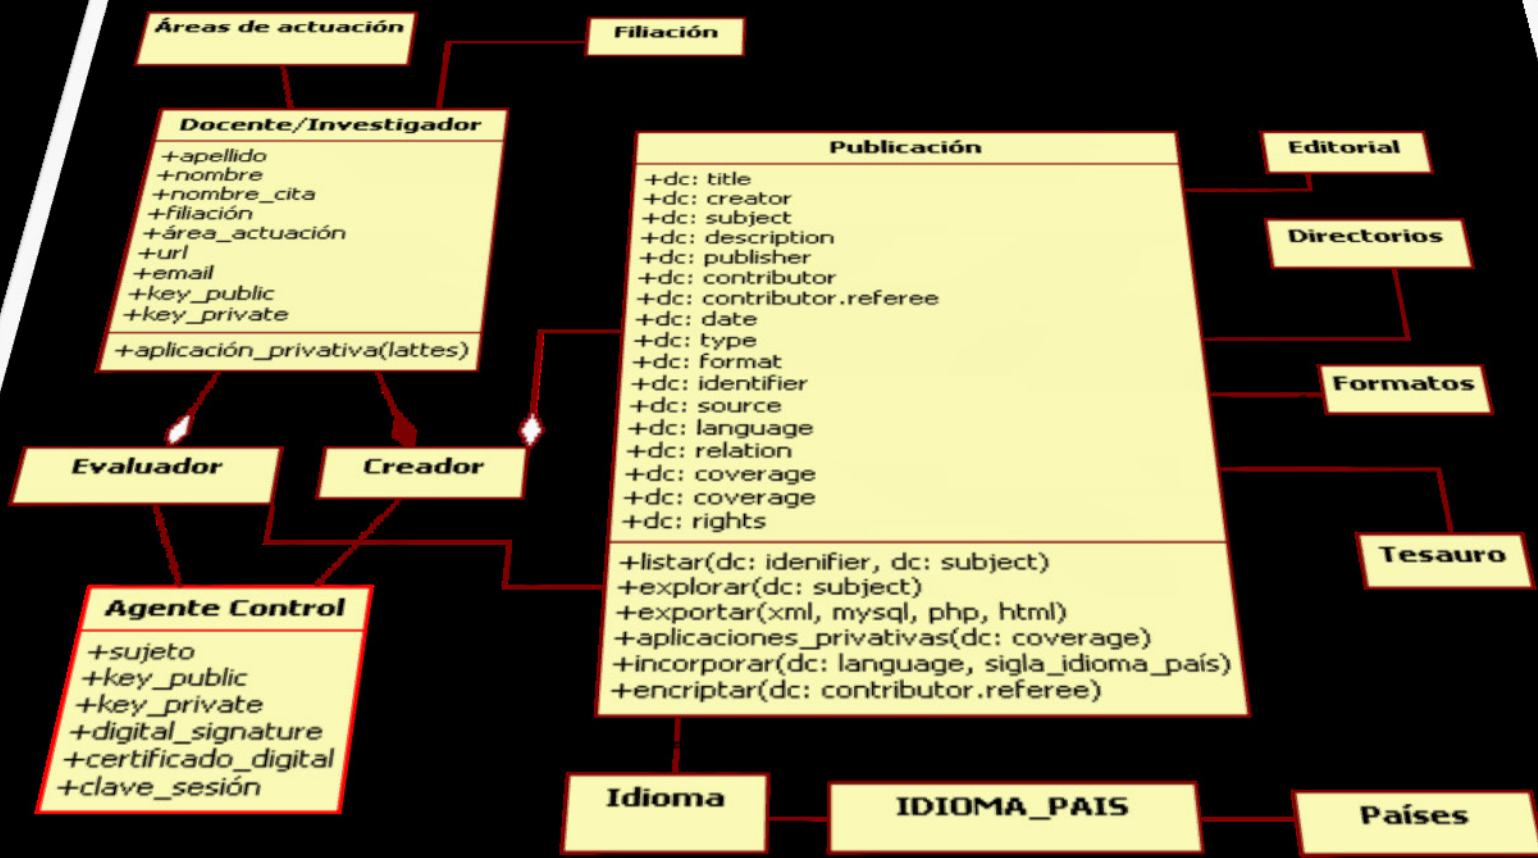 Áreas de actuación
Filiación
Docente/Investigador
+apellido
+nombre
+nombre_cita
+filiación
+área_actuación
+url
+email
+key_public
+key_private
+aplicación_privativa(lattes)
Evaluador
Creador
Agente Control
+sujeto
+key_public
+key_private
+digital_signature
+certificado_digital
+clave_sesión
Publicación
+dc: title
+dc: creator
+dc: subject
+dc: description
+dc: publisher
+dc: contributor
+dc: contributor.referee
+dc: date
+dc: type
+dc: format
+dc: identifier
+dc: source
+dc: language
+dc: relation
+dc: coverage
+dc: coverage
+dc: rights
+listar(dc: idenifier, dc: subject)
+explorar(dc: subject)
+exportar(xml, mysql, php, html)
+aplicaciones_privativas(dc: coverage)
+incorporar(dc: language, sigla_idioma_país)
+encriptar(dc: contributor.referee)
Editorial
Directorios
Formatos
Tesauro
Idioma
IDIOMA_PAIS
Países